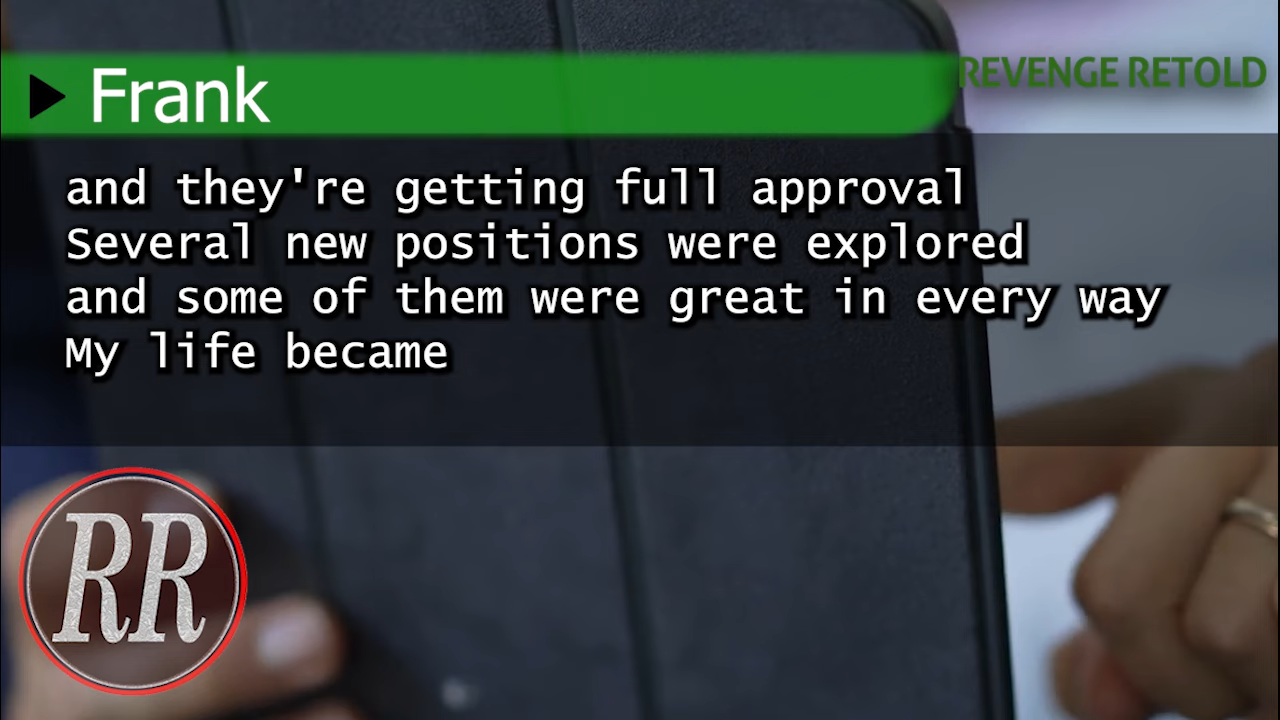 Frank
REVENGE RETOLD
and they're getting full approval
Several new positions were explored
and some of them were great in every way
My life became
RR